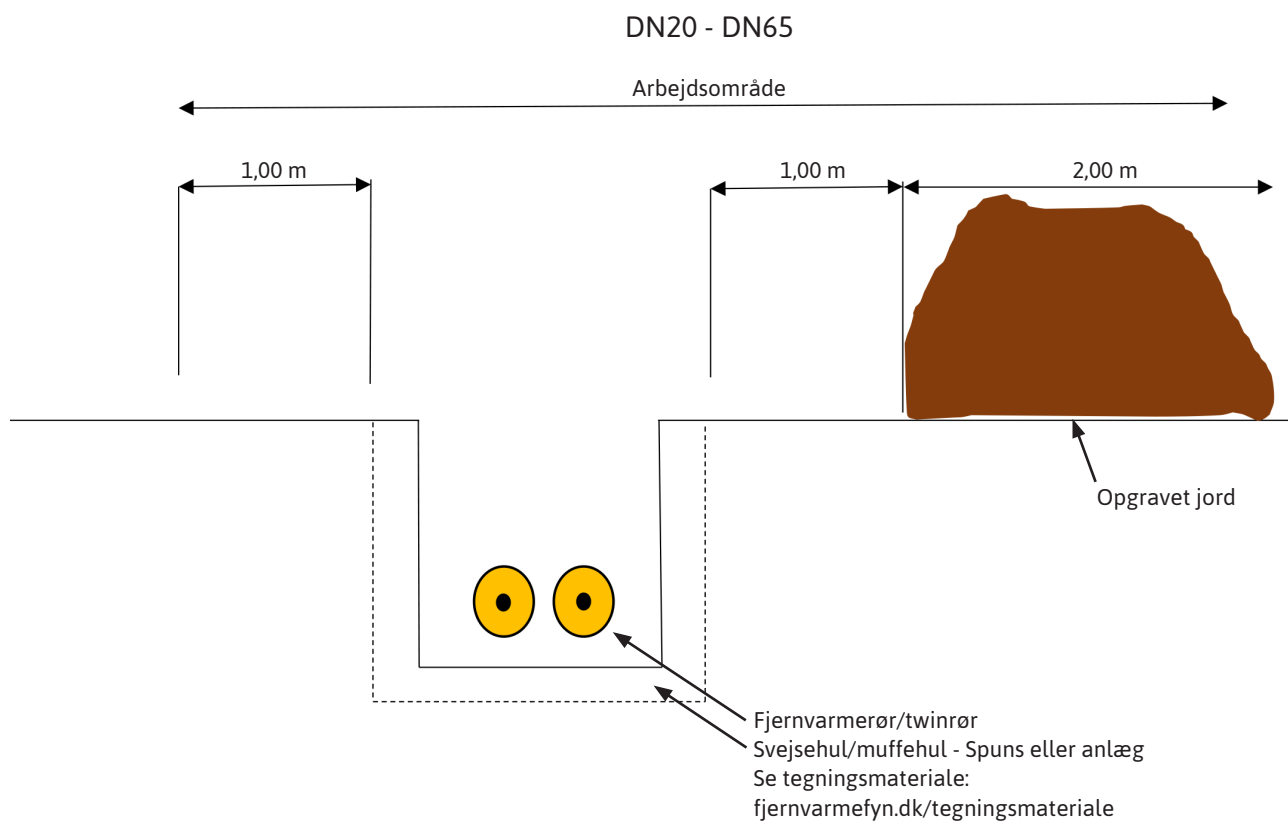 DN20 - DN65
Arbejdsområde
1,00 m
1,00 m
2,00 m
Opgravet jord
Fjernvarmerør/twinrør
Svejsehul/muffehul - Spuns eller anlæg
Se tegningsmateriale:
fjernvarmefyn.dk/tegningsmateriale